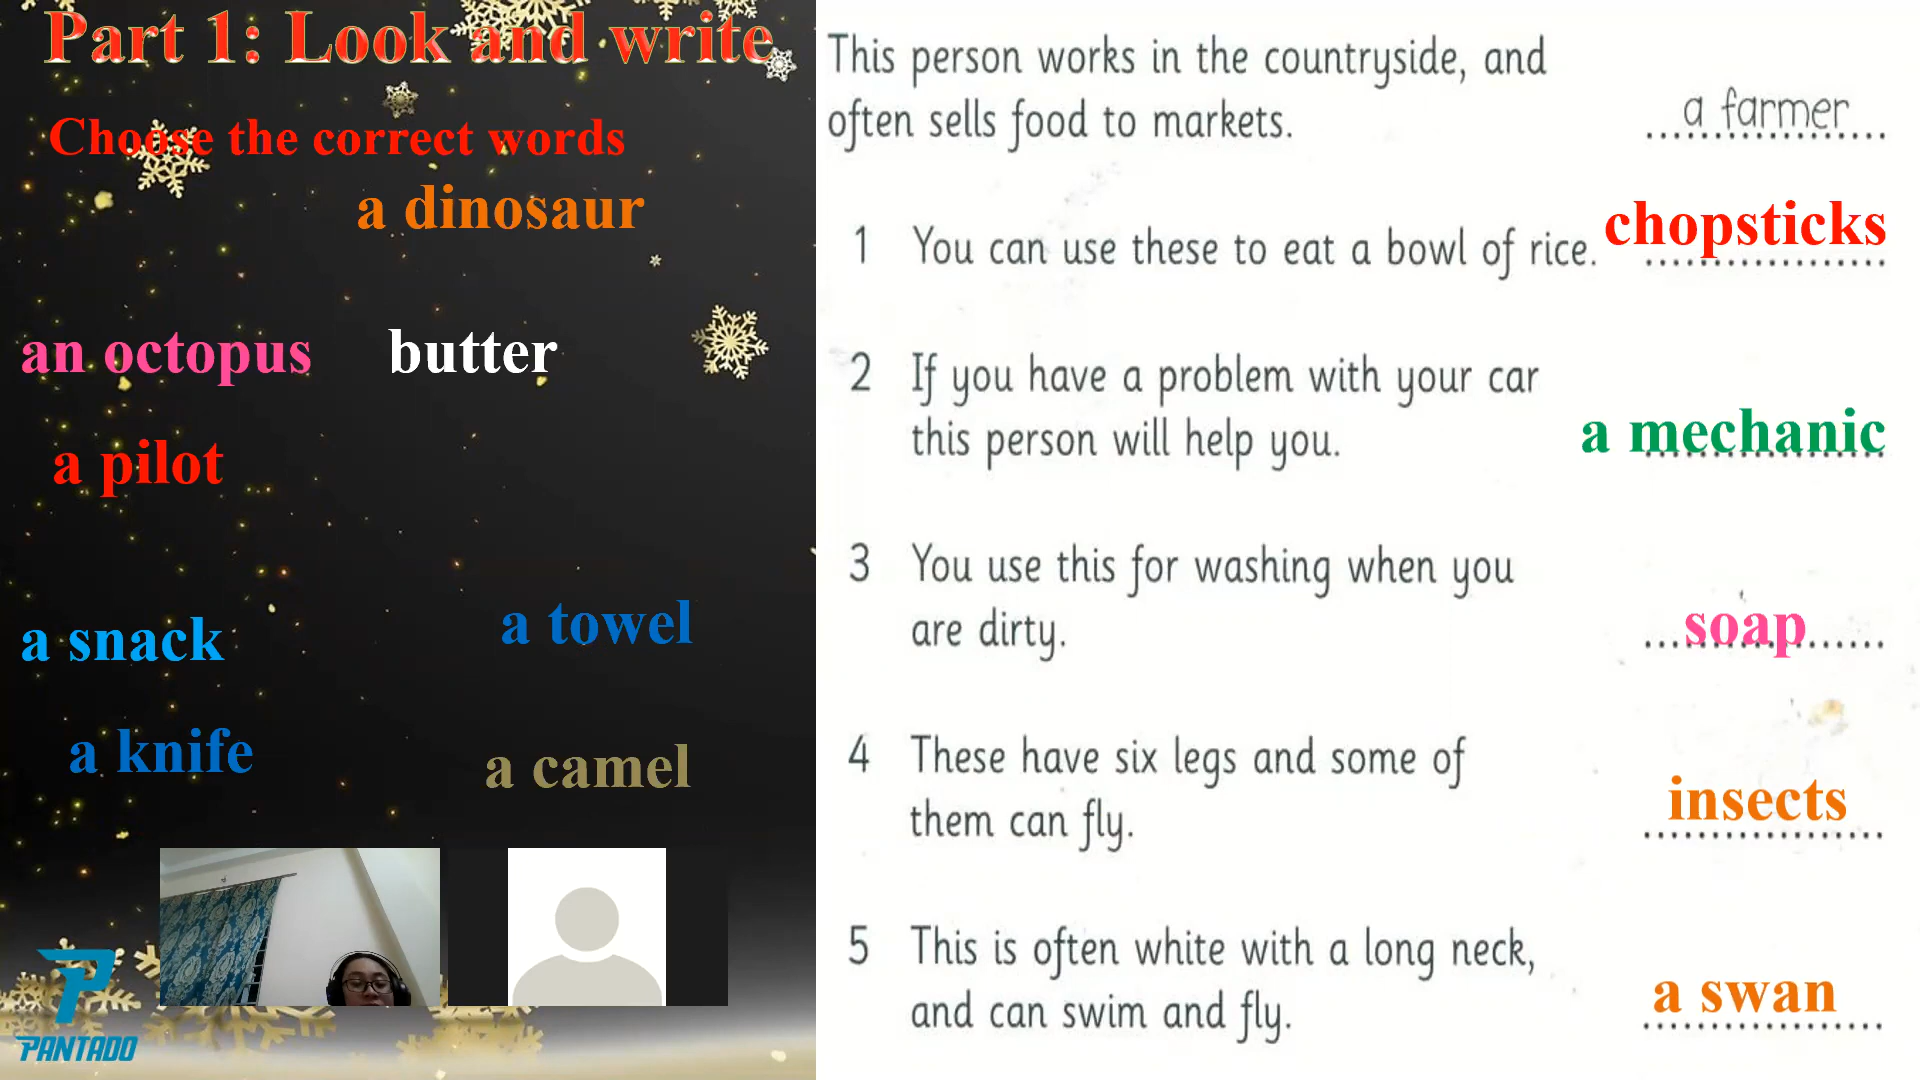 Part 1: Look and write
Choose the correct words
a dinosaur
an octopus butter
a pilot
a snack a towel
a knife a camel
PANTADO
This person works in the countryside, and
often sells food to markets. a farmer
1 You can use these to eat a bowl of rice. chopsticks
2 If you have a problem with your car
this person will help you. a mechanic
3 You use this for washing when you
are dirty. soap
4 These have six legs and some of
them can fly. insects
5 This is often white with a long neck,
and can swim and fly. a swan